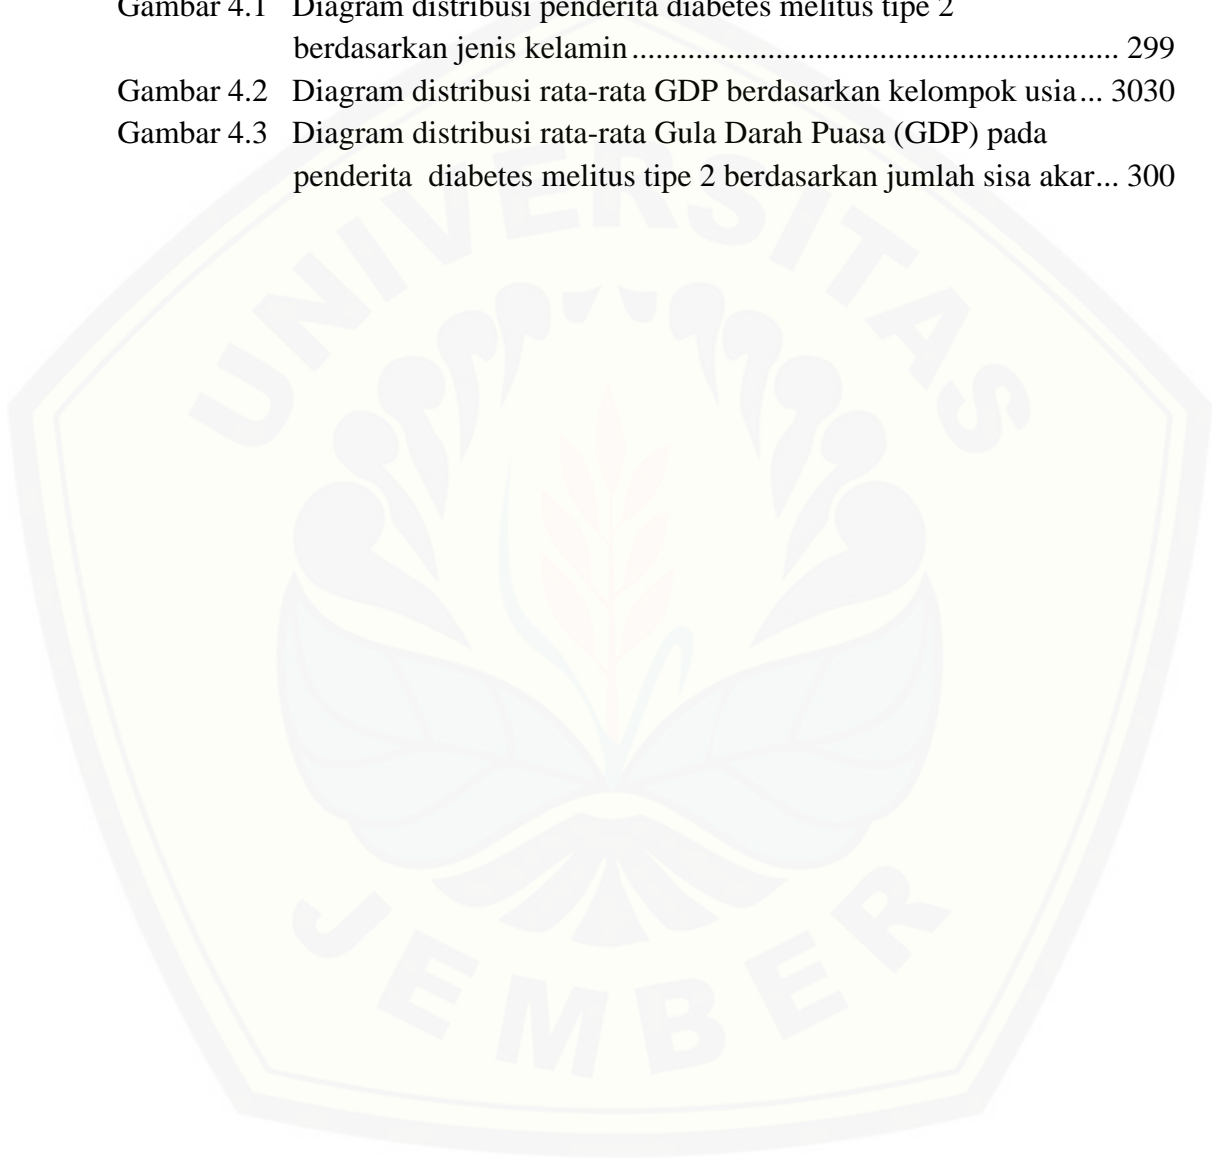 Gambar 4.1 Diagram distribusi penderita diabetes melitus tipe 2
berdasarkan jenis kelamin............................................................. 299
Gambar 4.2 Diagram distribusi rata-rata GDP berdasarkan kelompok usia... 3030
Gambar 4.3 Diagram distribusi rata-rata Gula Darah Puasa (GDP) pada
penderita diabetes melitus tipe 2 berdasarkan jumlah sisa akar... 300
UNIVERSITAS
JEMBER